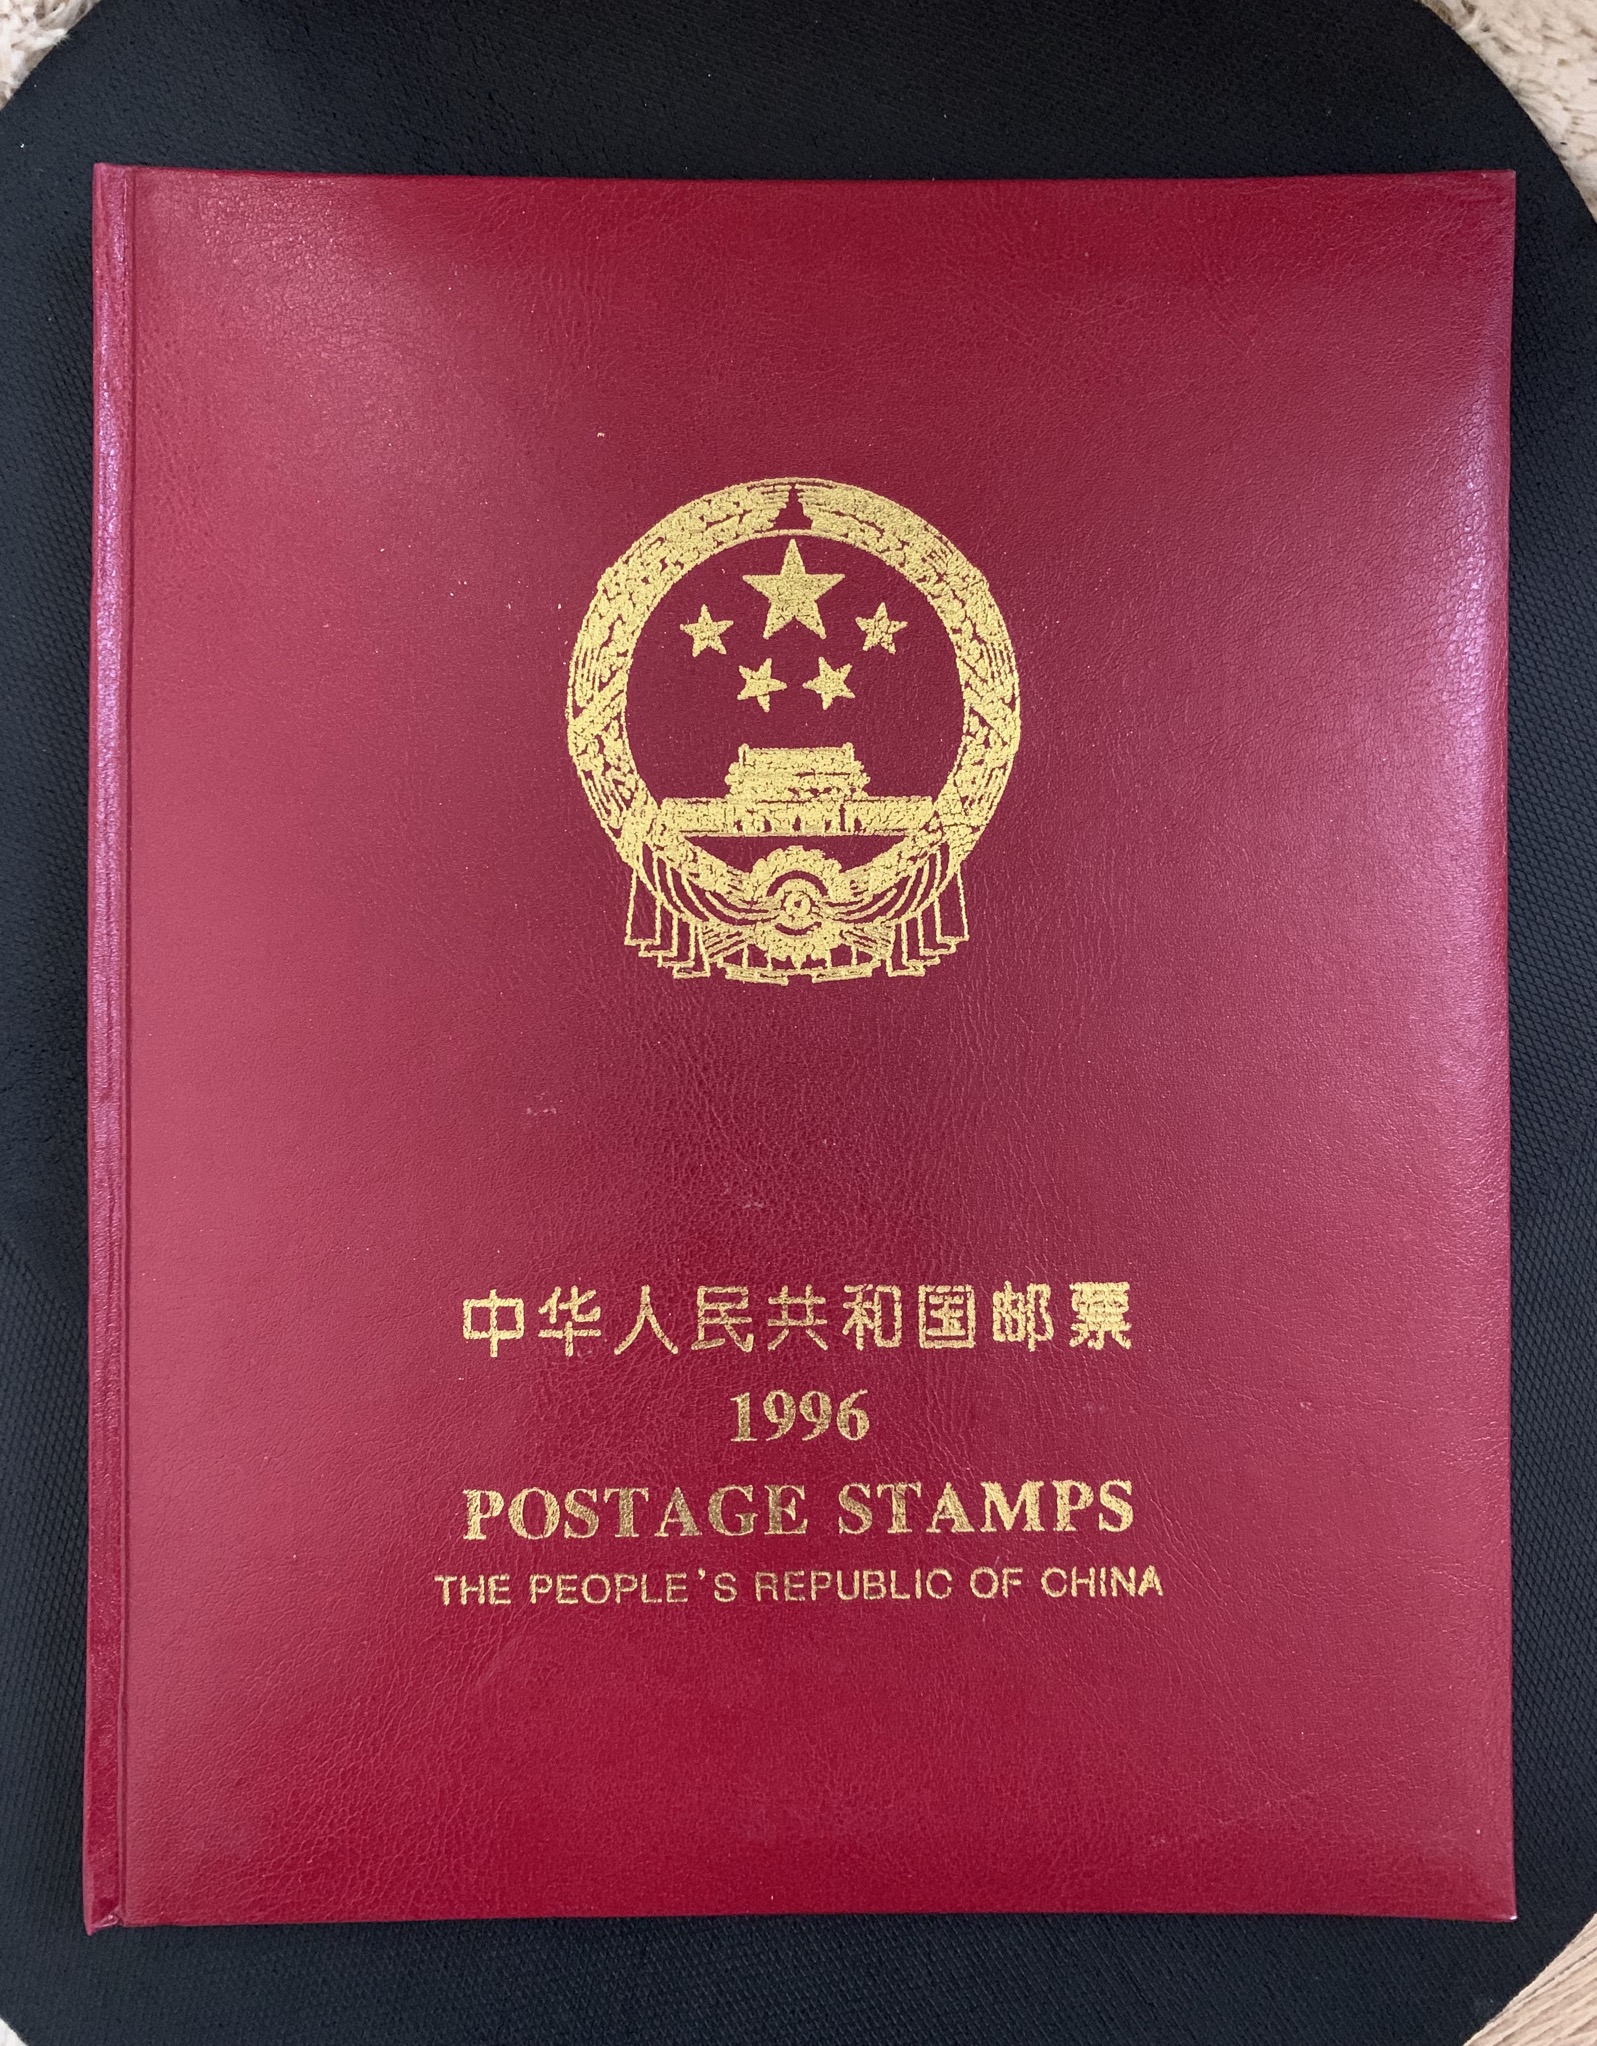 中华人民共和国邮票
1996
POSTAGE STAMPS
THE PEOPLE'S REPUBLIC OF CHINA